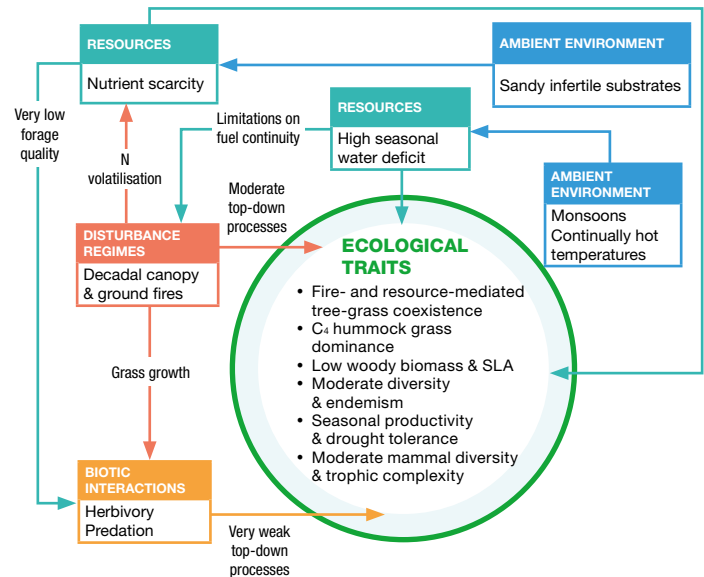 RESOURCES
Nutrient scarcity
AMBIENT ENVIRONMENT
Sandy infertile substrates
Very low
forage
quality
N
volatilisation
Limitations on
fuel continuity
RESOURCES
High seasonal
water deficit
AMBIENT
ENVIRONMENT
Monsoons
Continually hot
temperatures
Moderate
top-down
processes
DISTURBANCE
REGIMES
Decadal canopy
& ground fires
ECOLOGICAL
TRAITS
• Fire- and resource-mediated
tree-grass coexistence
• C₄ hummock grass
dominance
• Low woody biomass & SLA
• Moderate diversity
& endemism
• Seasonal productivity
& drought tolerance
• Moderate mammal diversity
& trophic complexity
Grass growth
BIOTIC
INTERACTIONS
Herbivory
Predation
Very weak
top-down
processes